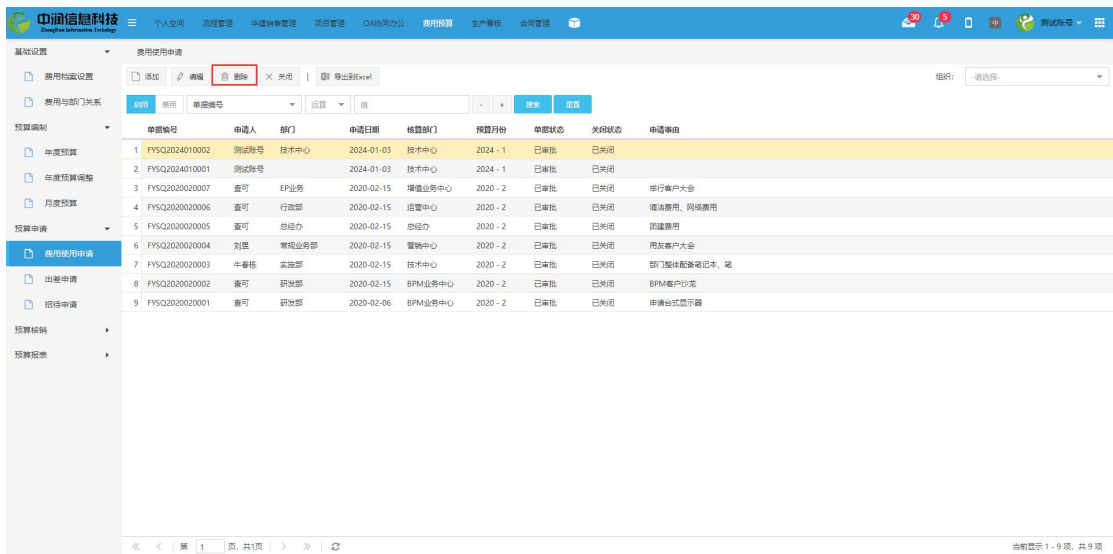 中润信息科技 个人空间 流程管理 华建销售管理 项目管理 OA协同办公 费用预算 生产看板 合同管理 30 5 中 测试账号
ZhongRun Information Technology
基础设置 费用使用申请
费用档案设置 添加 编辑 删除 关闭 | 导出到Excel 组织: -请选择-
费用与部门关系 启用 禁用 单据编号 运算 值 - + 搜索 重置
预算编制
年度预算
年度预算调整
月度预算
预算申请
费用使用申请
出差申请
招待申请
预算核销
预算报表
单据编号 申请人 部门 申请日期 核算部门 预算月份 单据状态 关闭状态 申请事由
1 FYSQ2024010002 测试账号 技术中心 2024-01-03 技术中心 2024 - 1 已审批 已关闭
2 FYSQ2024010001 测试账号 2024-01-03 技术中心 2024 - 1 已审批 已关闭
3 FYSQ2020020007 查可 EP业务 2020-02-15 增值业务中心 2020 - 2 已审批 已关闭 举行客户大会
4 FYSQ2020020006 查可 行政部 2020-02-15 运营中心 2020 - 2 已审批 已关闭 清洁费用、网络费用
5 FYSQ2020020005 查可 总经办 2020-02-15 总经办 2020 - 2 已审批 已关闭 团建费用
6 FYSQ2020020004 刘昱 常规业务部 2020-02-15 营销中心 2020 - 2 已审批 已关闭 用友客户大会
7 FYSQ2020020003 牛春栋 实施部 2020-02-15 技术中心 2020 - 2 已审批 已关闭 部门整体配备笔记本、笔
8 FYSQ2020020002 查可 研发部 2020-02-15 BPM业务中心 2020 - 2 已审批 已关闭 BPM客户沙龙
9 FYSQ2020020001 查可 研发部 2020-02-06 BPM业务中心 2020 - 2 已审批 已关闭 申请台式显示器
第 1 页,共1页 当前显示 1 - 9 项,共 9 项